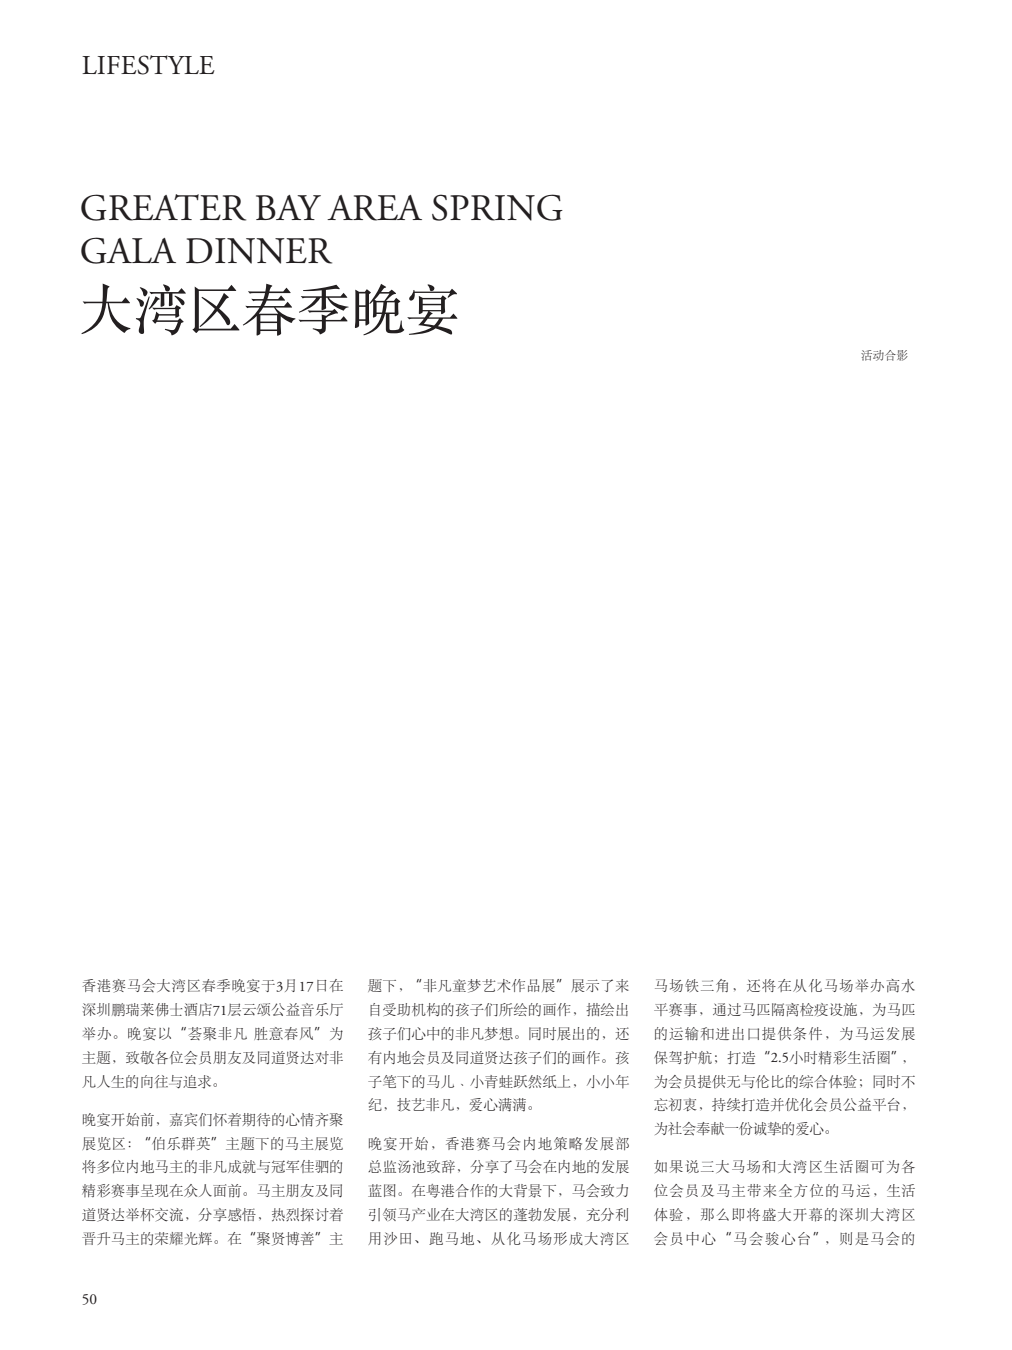 LIFESTYLE
GREATER BAY AREA SPRING
GALA DINNER
大湾区春季晚宴
活动合影
香港赛马会大湾区春季晚宴于3月17日在
深圳鹏瑞莱佛士酒店71层云颂公益音乐厅
举办。晚宴以“荟聚非凡 胜意春风”为
主题，致敬各位会员朋友及同道贤达对非
凡人生的向往与追求。
晚宴开始前，嘉宾们怀着期待的心情齐聚
展览区：“伯乐群英”主题下的马主展览
将多位内地马主的非凡成就与冠军佳驷的
精彩赛事呈现在众人面前。马主朋友及同
道贤达举杯交流，分享感悟，热烈探讨着
晋升马主的荣耀光辉。在“聚贤博善”主
题下，“非凡童梦艺术作品展”展示了来
自受助机构的孩子们所绘的画作，描绘出
孩子们心中的非凡梦想。同时展出的，还
有内地会员及同道贤达孩子们的画作。孩
子笔下的马儿﹑小青蛙跃然纸上，小小年
纪，技艺非凡，爱心满满。
晚宴开始，香港赛马会内地策略发展部
总监汤池致辞，分享了马会在内地的发展
蓝图。在粤港合作的大背景下，马会致力
引领马产业在大湾区的蓬勃发展，充分利
用沙田、跑马地、从化马场形成大湾区
马场铁三角，还将在从化马场举办高水
平赛事，通过马匹隔离检疫设施，为马匹
的运输和进出口提供条件，为马运发展
保驾护航；打造“2.5小时精彩生活圈”，
为会员提供无与伦比的综合体验；同时不
忘初衷，持续打造并优化会员公益平台，
为社会奉献一份诚挚的爱心。
如果说三大马场和大湾区生活圈可为各
位会员及马主带来全方位的马运，生活
体验，那么即将盛大开幕的深圳大湾区
会员中心“马会骏心台”，则是马会的
50